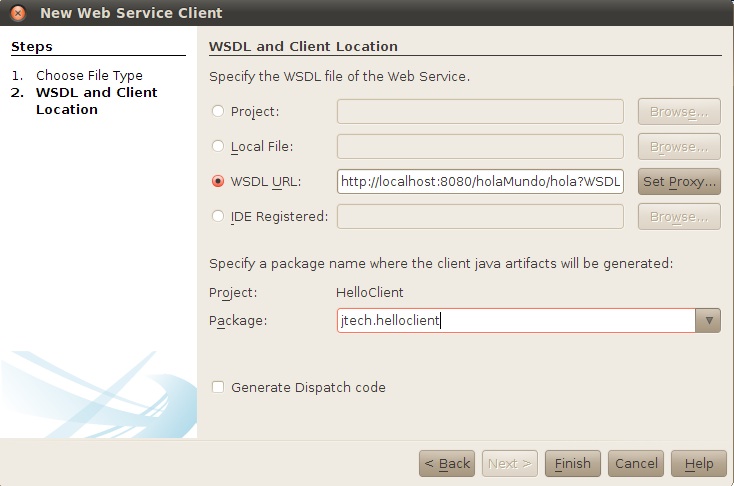 New Web Service Client
Steps
1. Choose File Type
2. WSDL and Client
Location
WSDL and Client Location
Specify the WSDL file of the Web Service.
Project: Browse...
Local File: Browse...
WSDL URL: http://localhost:8080/holaMundo/hola?WSDL Set Proxy...
IDE Registered: Browse...
Specify a package name where the client java artifacts will be generated:
Project: HelloClient
Package: jtech.helloclient
Generate Dispatch code
< Back Next > Finish Cancel Help